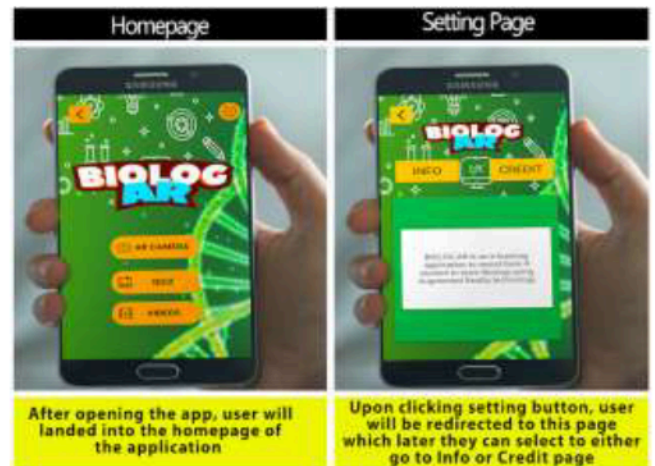 Homepage
Setting Page
SAMSUNG
BIOLOG
AR
AR CAMERA
VIDEOS
After opening the app, user will
landed into the homepage of
the application
SAMSUNG
BIOLOG
AR
INFO
CREDIT
Upon clicking setting button, user
will be redirected to this page
which later they can select to either
go to Info or Credit page